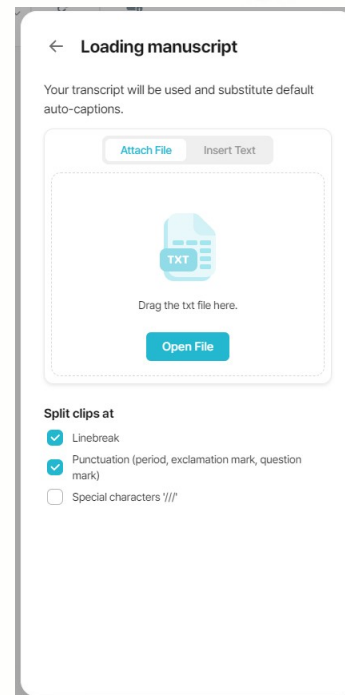 Loading manuscript
Your transcript will be used and substitute default
auto-captions.
Attach File
Insert Text
TXT
Drag the txt file here.
Open File
Split clips at
Linebreak
Punctuation (period, exclamation mark, question
mark)
Special characters '///'